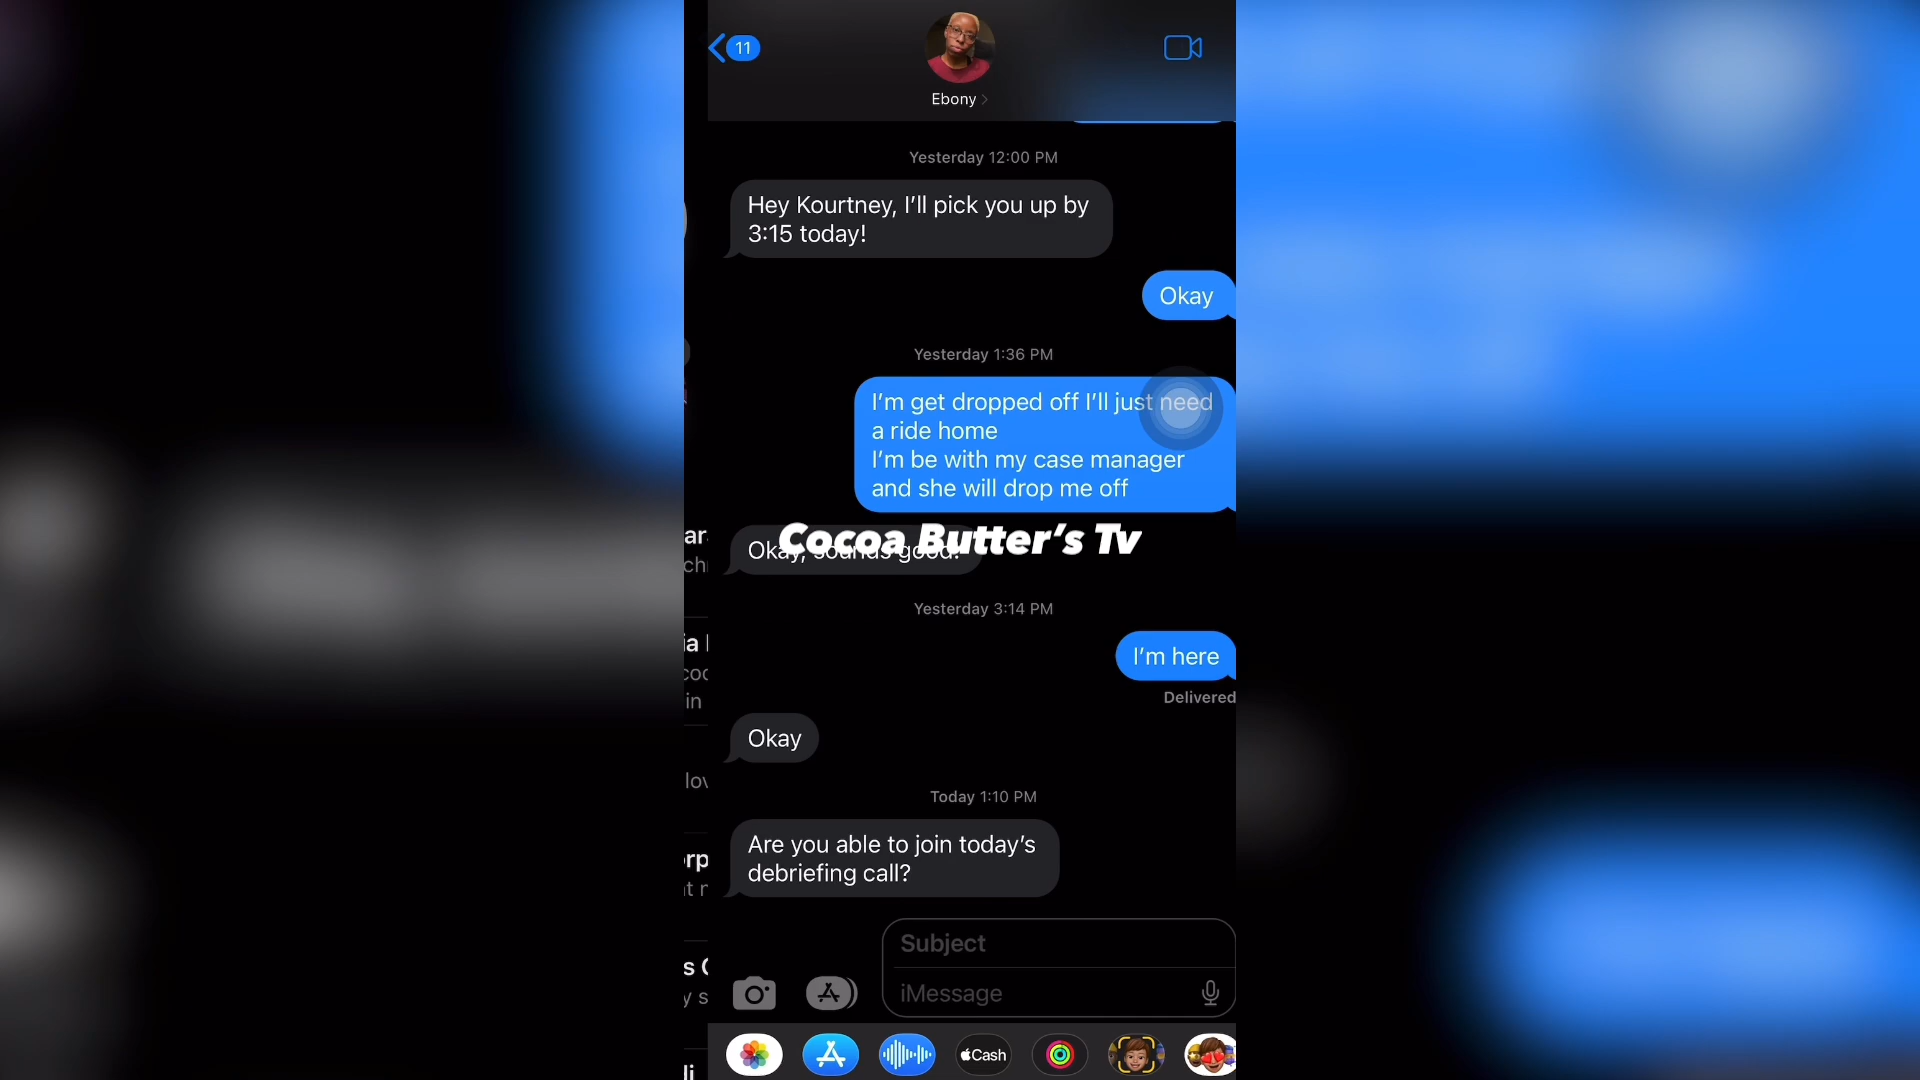 11
Ebony
Yesterday 12:00 PM
Hey Kourtney, I’ll pick you up by
3:15 today!
Okay
Yesterday 1:36 PM
I’m get dropped off I’ll just need
a ride home
I’m be with my case manager
and she will drop me off
Cocoa Butter’s Tv
Okay, sounds good!
Yesterday 3:14 PM
I’m here
Delivered
Okay
Today 1:10 PM
Are you able to join today’s
debriefing call?
Subject
iMessage
Cash